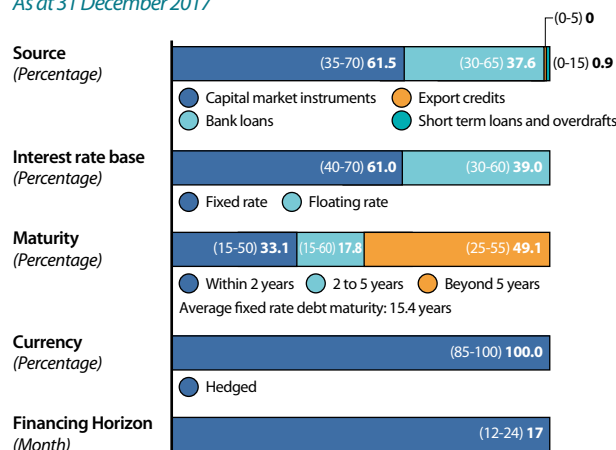 As at 31 December 2017
(0-5) 0
Source
(Percentage)
(35-70) 61.5
(30-65) 37.6
(0-15) 0.9
Capital market instruments
Export credits
Bank loans
Short term loans and overdrafts
Interest rate base
(Percentage)
(40-70) 61.0
(30-60) 39.0
Fixed rate
Floating rate
Maturity
(Percentage)
(15-50) 33.1
(15-60) 17.8
(25-55) 49.1
Within 2 years
2 to 5 years
Beyond 5 years
Average fixed rate debt maturity: 15.4 years
Currency
(Percentage)
(85-100) 100.0
Hedged
Financing Horizon
(Month)
(12-24) 17